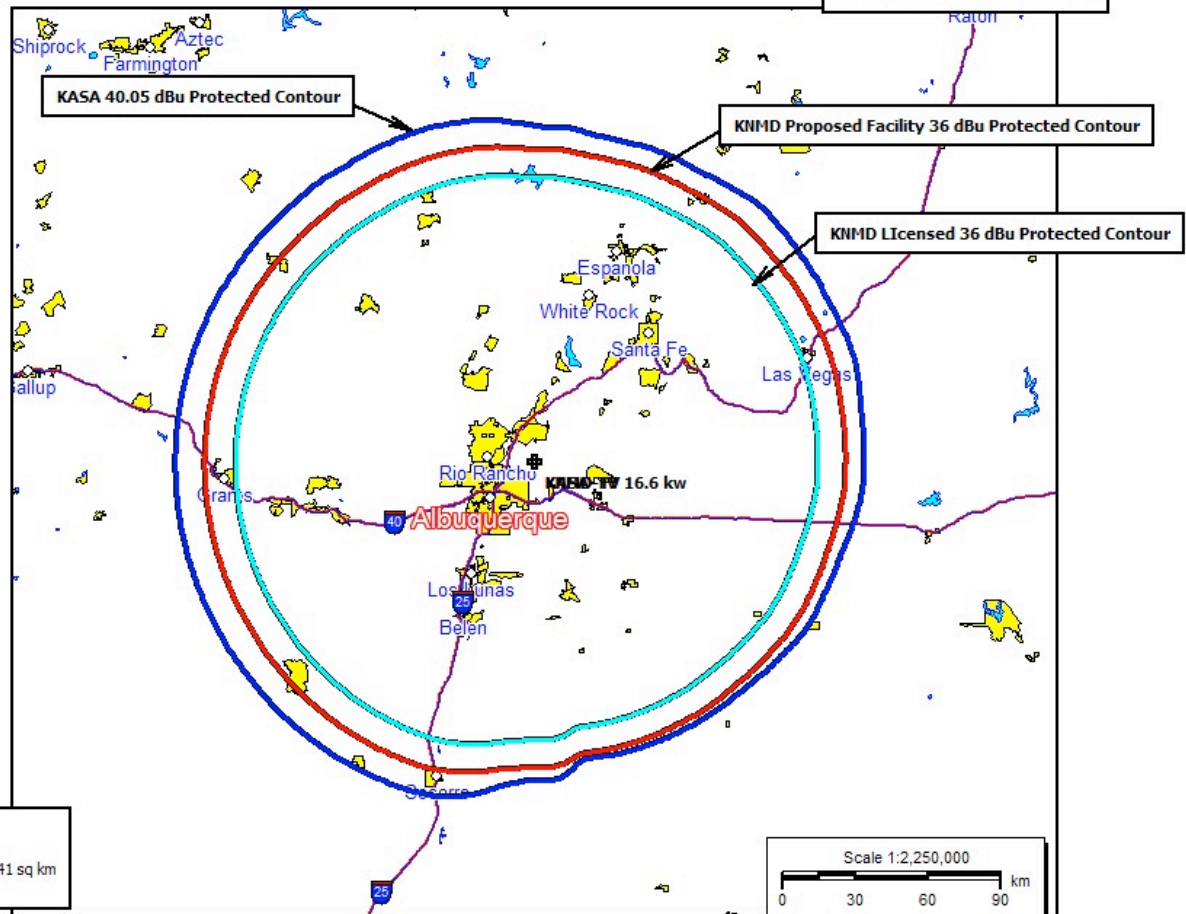 Raton
Shiprock
Aztec
Farmington
KASA 40.05 dBu Protected Contour
KNMD Proposed Facility 36 dBu Protected Contour
KNMD LIcensed 36 dBu Protected Contour
Espanola
White Rock
Santa Fe
Las Vegas
Gallup
Rio Rancho
16.6 kw
Grants
40
Albuquerque
Los Lunas
25
Belen
Socorro
41 sq km
Scale 1:2,250,000
km
0 30 60 90
25